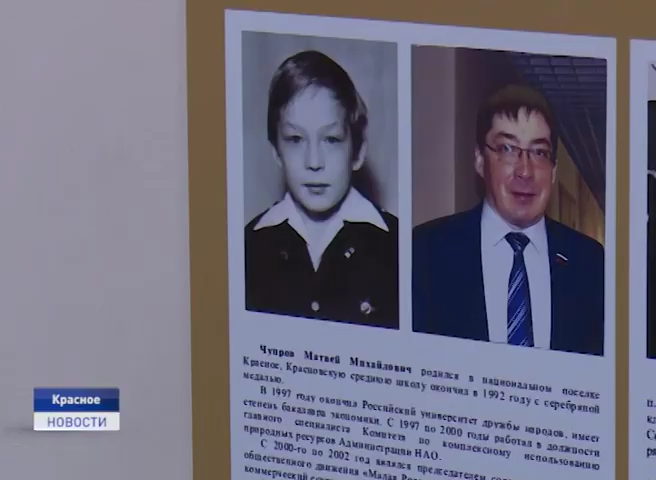 Чупров Матвей Михайлович родился в национальном поселке
Красное, Красновскую среднюю школу окончил в 1992 году с серебряной
медалью.
В 1997 году окончил Российский университет дружбы народов, имеет
степень бакалавра экономики. С 1997 по 2000 годы работал в должности
главного специалиста Комитета по комплексному использованию
природных ресурсов Администрации НАО.
С 2000-го по 2002 год являлся председателем
общественного движения «Малая
коммерческий
Красное
НОВОСТИ